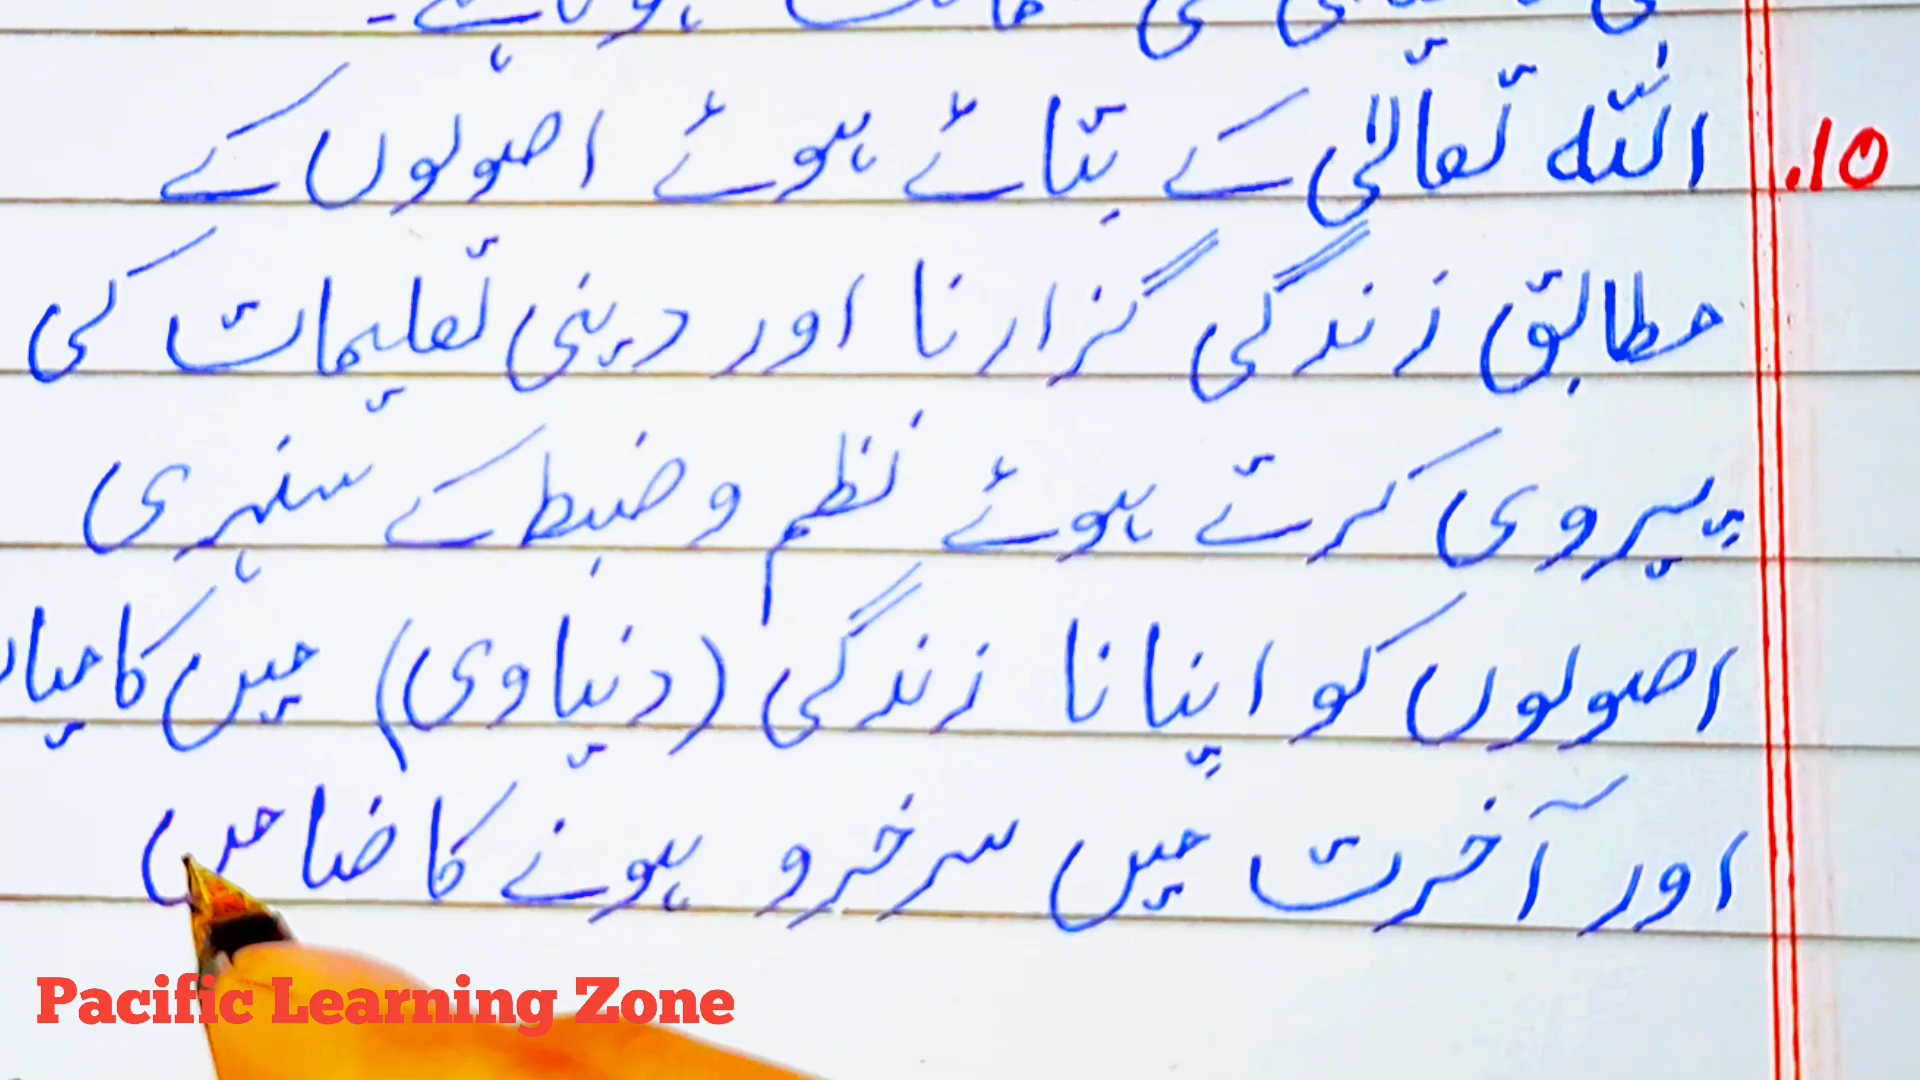 اللہ تعالیٰ کے بتائے ہوئے اصولوں کے
10.
مطابق زندگی گزارنا اور دینی تعلیمات کی
پیروی کرتے ہوئے نظم و ضبط کے سنہری
اصولوں کو اپنانا زندگی (دنیاوی) میں
اور آخرت میں سرخرو ہونے کا ضامن
Pacific Learning Zone